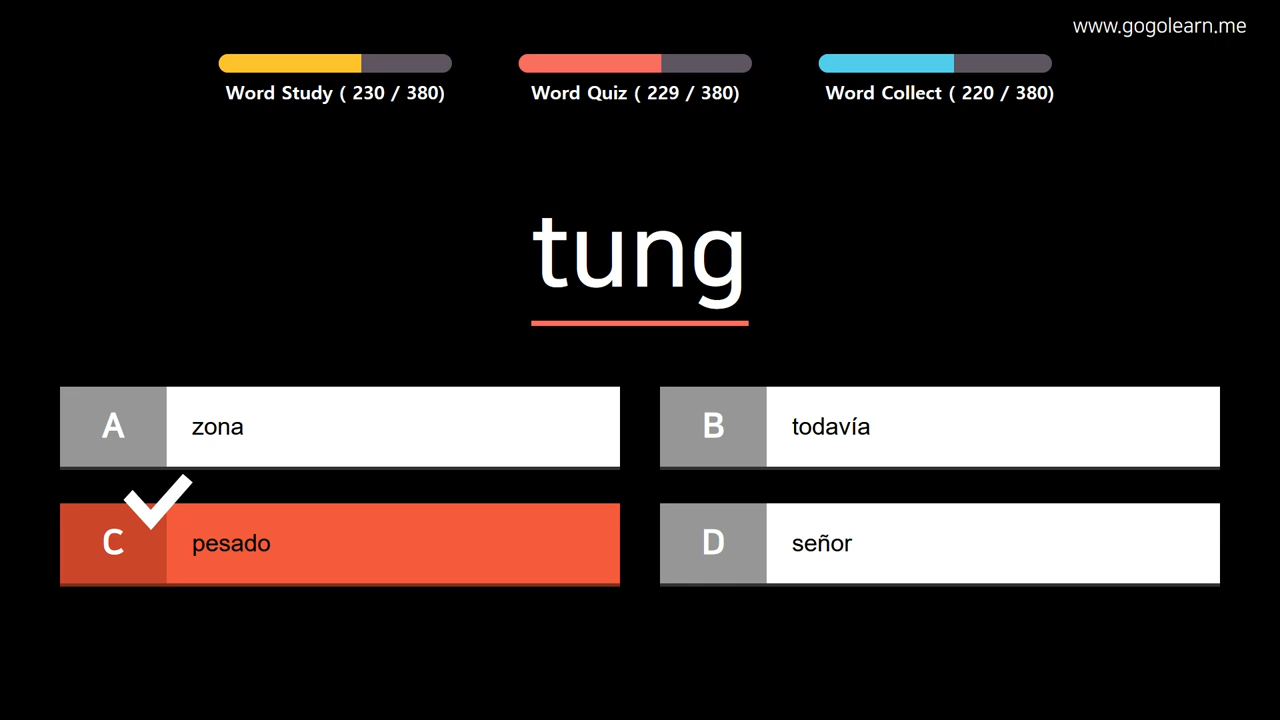 www.gogolearn.me
Word Study ( 230 / 380)
Word Quiz ( 229 / 380)
Word Collect ( 220 / 380)
tung
A zona
B todavía
C pesado
D señor